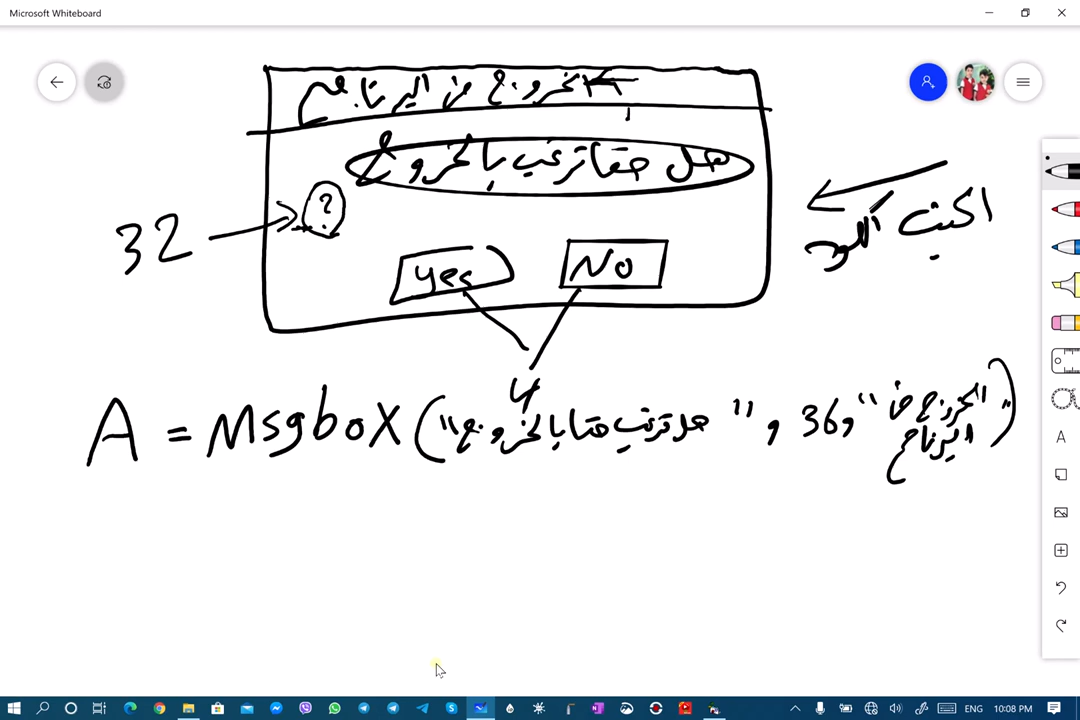 Microsoft Whiteboard
الخروج من البرنامج
هل حقا ترغب بالخروج
?
32
اكتب الكود
Yes
No
4
A = MsgboX ("هل ترغب حقا بالخروج", 36, "الخروج من البرنامج")
A
ENG
10:08 PM